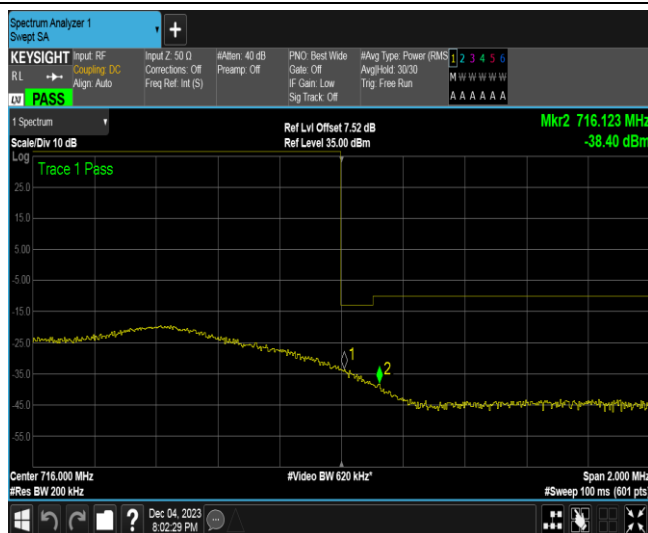 Spectrum Analyzer 1
Swept SA
KEYSIGHT
RL
LXI PASS
Input: RF
Coupling: DC
Align: Auto
Input Z: 50 Ω
Corrections: Off
Freq Ref: Int (S)
#Atten: 40 dB
Preamp: Off
PNO: Best Wide
Gate: Off
IF Gain: Low
Sig Track: Off
#Avg Type: Power (RMS
Avg|Hold: 30/30
Trig: Free Run
1 2 3 4 5 6
M W W W W W
A A A A A A
1 Spectrum
Scale/Div 10 dB
Ref Lvl Offset 7.52 dB
Ref Level 35.00 dBm
Mkr2 716.123 MHz
-38.40 dBm
Log
Trace 1 Pass
25.0
15.0
5.00
-5.00
-15.0
-25.0
-35.0
-45.0
-55.0
1
2
Center 716.000 MHz
#Res BW 200 kHz
#Video BW 620 kHz*
Span 2.000 MHz
#Sweep 100 ms (601 pts)
?
Dec 04, 2023
8:02:29 PM